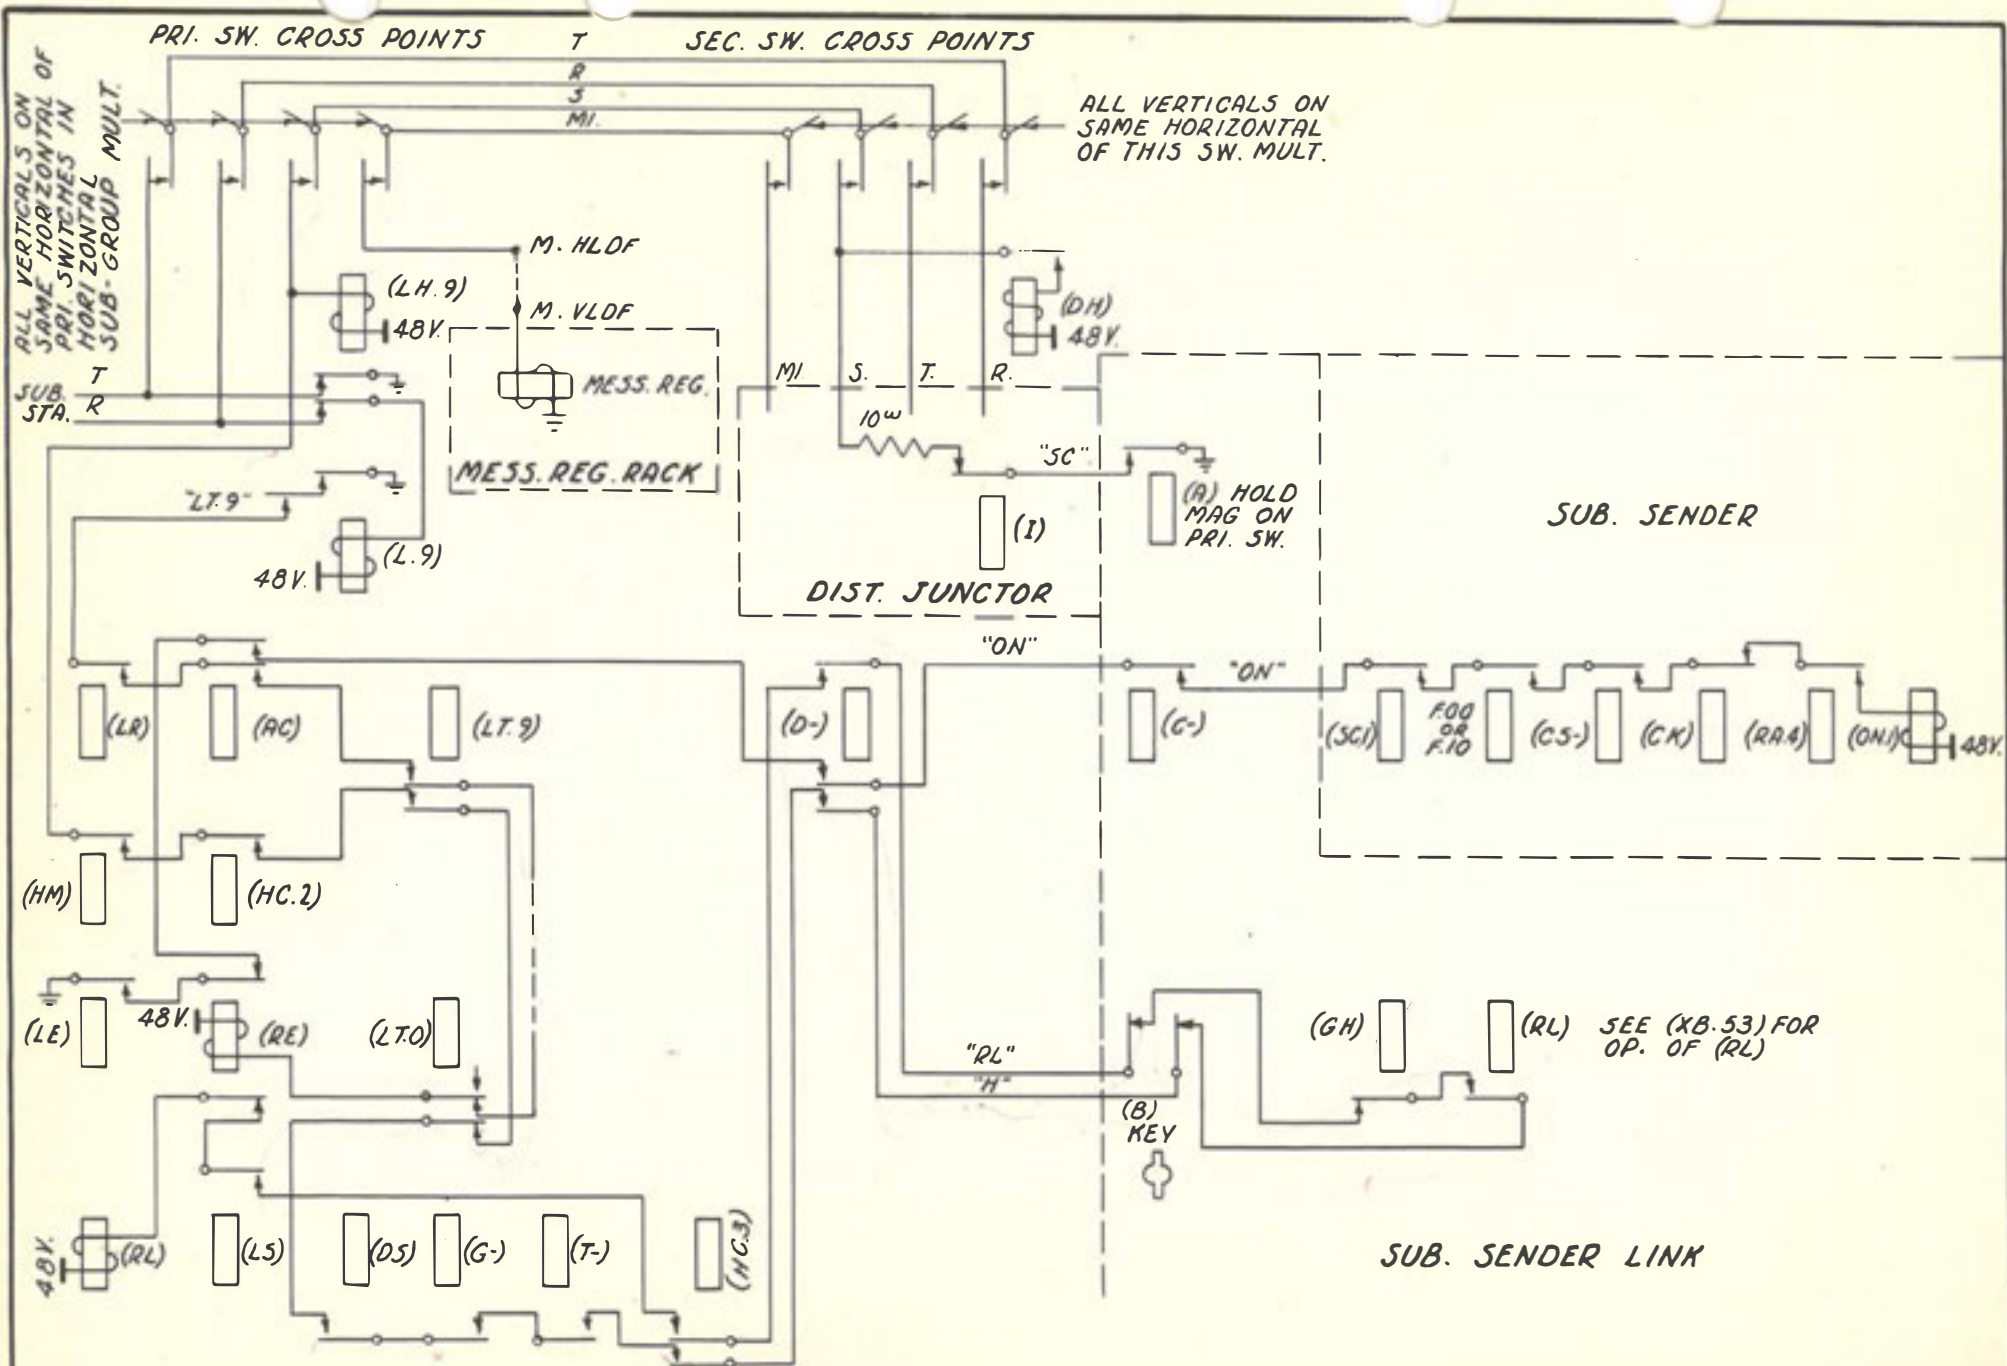 PRI. SW. CROSS POINTS
T
SEC. SW. CROSS POINTS
R
S
MI.
ALL VERTICALS ON
SAME HORIZONTAL OF
PRI. SWITCHES IN
HORIZONTAL
SUB-GROUP MULT.
ALL VERTICALS ON
SAME HORIZONTAL
OF THIS SW. MULT.
M. HLDF
(LH.9)
48V.
M. VLDF
(DH)
48V.
MI.
S.
T.
R.
SUB.
STA.
T
R
MESS. REG.
10ω
"SC"
MESS. REG. RACK
(A) HOLD
MAG ON
PRI. SW.
SUB. SENDER
"LT.9"
(I)
(L.9)
48V.
DIST. JUNCTOR
"ON"
"ON"
(LR)
(AC)
(LT.9)
(D-)
(C-)
(SC1)
F.00
OR
F.10
(CS-)
(CK)
(RA4)
(ON.1)
48V.
(HM)
(HC.2)
(LE)
48V.
(RE)
(LT.0)
(GH)
(RL)
SEE (XB.53) FOR
OP. OF (RL)
"RL"
"H"
(B)
KEY
48V.
(RL)
(LS)
(DS)
(G-)
(T-)
(HC.3)
SUB. SENDER LINK